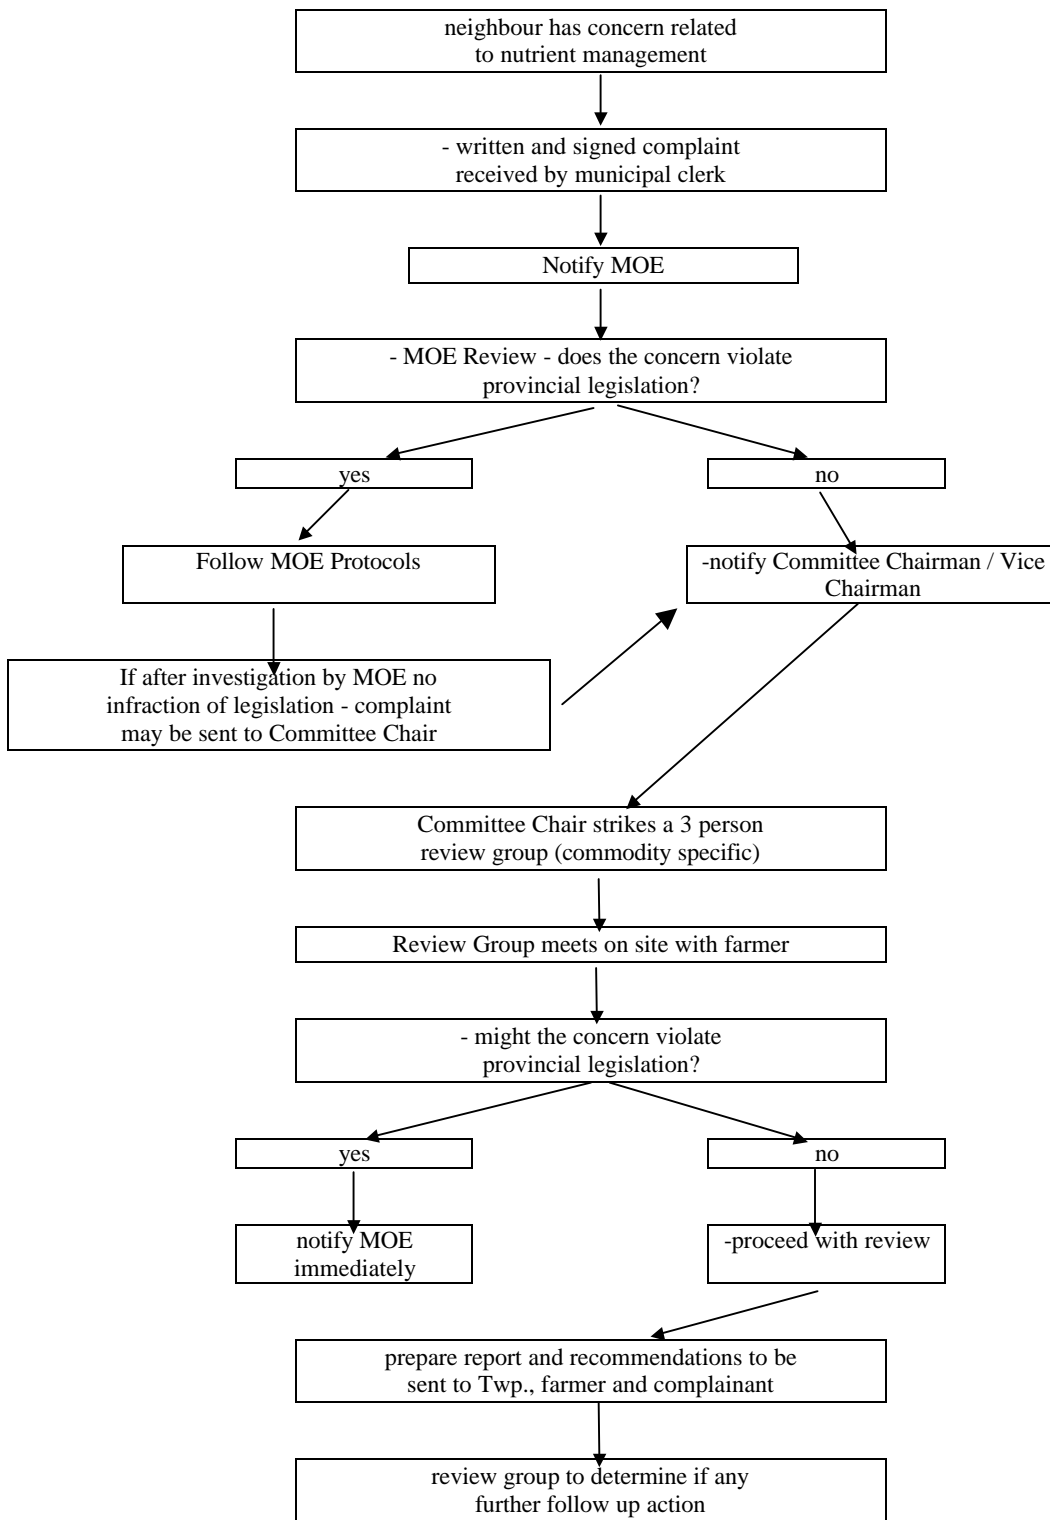 neighbour has concern related
to nutrient management
- written and signed complaint
received by municipal clerk
Notify MOE
- MOE Review - does the concern violate
provincial legislation?
yes
no
Follow MOE Protocols
-notify Committee Chairman / Vice
Chairman
If after investigation by MOE no
infraction of legislation - complaint
may be sent to Committee Chair
Committee Chair strikes a 3 person
review group (commodity specific)
Review Group meets on site with farmer
- might the concern violate
provincial legislation?
yes
no
notify MOE
immediately
-proceed with review
prepare report and recommendations to be
sent to Twp., farmer and complainant
review group to determine if any
further follow up action